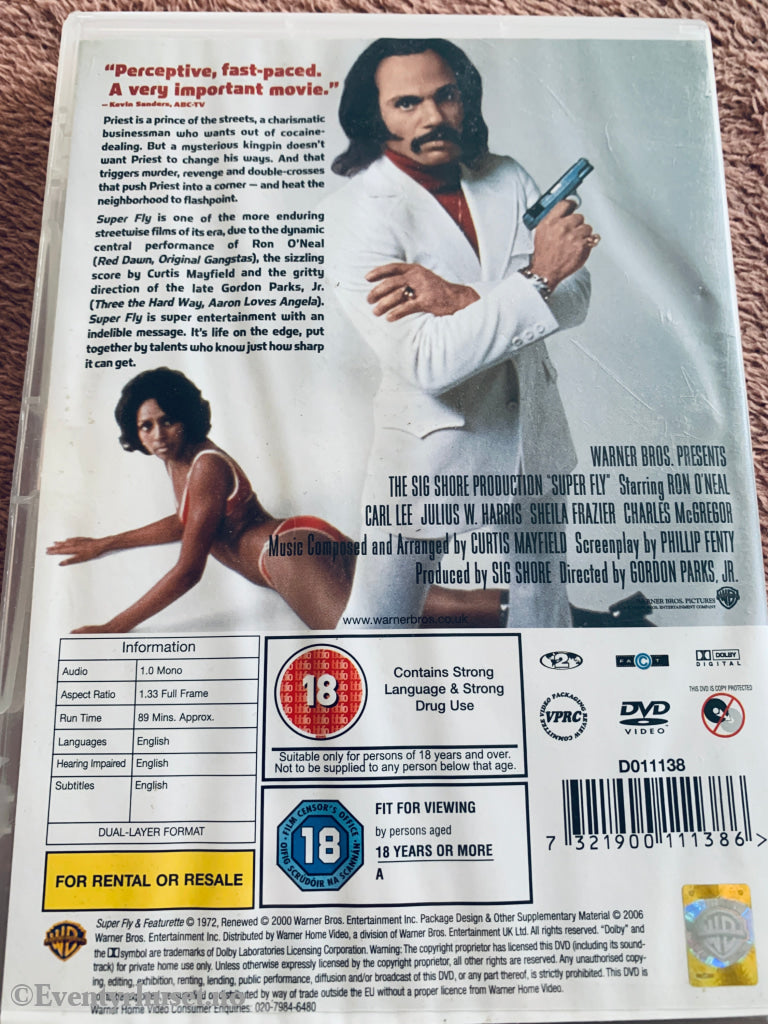 “Perceptive, fast-paced.
A very important movie.”
– Kevin Sanders, ABC-TV
Priest is a prince of the streets, a charismatic
businessman who wants out of cocaine-
dealing. But a mysterious kingpin doesn't
want Priest to change his ways. And that
triggers murder, revenge and double-crosses
that push Priest into a corner – and heat the
neighborhood to flashpoint.
Super Fly is one of the more enduring
streetwise films of its era, due to the dynamic
central performance of Ron O'Neal
(Red Dawn, Original Gangstas), the sizzling
score by Curtis Mayfield and the gritty
direction of the late Gordon Parks, Jr.
(Three the Hard Way, Aaron Loves Angela).
Super Fly is super entertainment with an
indelible message. It's life on the edge, put
together by talents who know just how sharp
it can get.
WARNER BROS. PRESENTS
THE SIG SHORE PRODUCTION "SUPER FLY" Starring RON O'NEAL
CARL LEE JULIUS W. HARRIS SHEILA FRAZIER CHARLES McGREGOR
Music Composed and Arranged by CURTIS MAYFIELD Screenplay by PHILLIP FENTY
Produced by SIG SHORE Directed by GORDON PARKS, JR.
WARNER BROS. PICTURES
www.warnerbros.co.uk
Information
Audio 1.0 Mono
Aspect Ratio 1.33 Full Frame
Run Time 89 Mins. Approx.
Languages English
Hearing Impaired English
Subtitles English
DUAL-LAYER FORMAT
FOR RENTAL OR RESALE
18
Contains Strong
Language & Strong
Drug Use
Suitable only for persons of 18 years and over.
Not to be supplied to any person below that age.
FILM CENSOR'S OFFICE
18
OIFIG SCRÚDÓIR NA SCANNÁN
FIT FOR VIEWING
by persons aged
18 YEARS OR MORE
A
2
FACT
DOLBY
DIGITAL
VIDEO PACKAGING REVIEW COMMITTEE
VPRC
DVD
VIDEO
THIS DVD IS COPY PROTECTED
D011138
7 321900 111386 >
Super Fly & Featurette © 1972, Renewed © 2000 Warner Bros. Entertainment Inc. Package Design & Other Supplementary Material © 2006
Warner Bros. Entertainment Inc. Distributed by Warner Home Video, a division of Warner Bros. Entertainment UK Ltd. All rights reserved. "Dolby" and
the symbol are trademarks of Dolby Laboratories Licensing Corporation. Warning: The copyright proprietor has licensed this DVD (including its sound-
track) for private home use only. Unless otherwise expressly licensed by the copyright proprietor, all other rights are reserved. Any unauthorised copy-
ing, editing, exhibition, renting, lending, public performance, diffusion and/or broadcast of this DVD, or any part thereof, is strictly prohibited. This DVD is
by way of trade outside the EU without a proper licence from Warner Home Video.
Warner Home Video Consumer Enquiries: 020-7984-6480
©Eventyrhuset.no